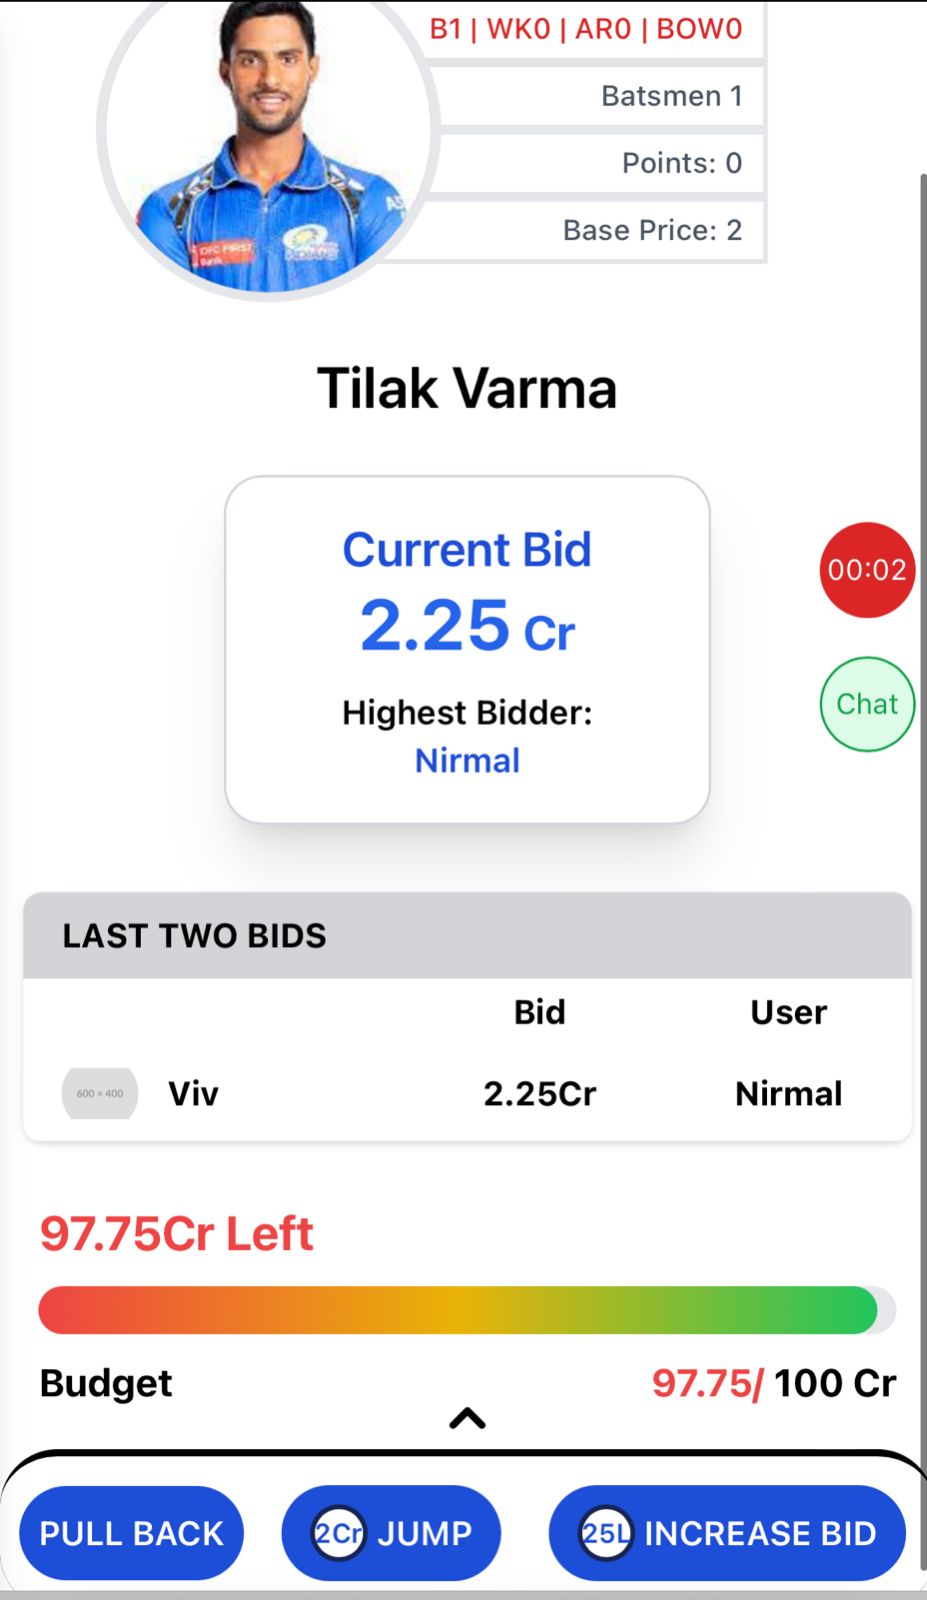 B1 | WK0 | AR0 | BOW0
Batsmen 1
Points: 0
Base Price: 2
Tilak Varma
Current Bid
2.25 Cr
Highest Bidder:
Nirmal
00:02
Chat
LAST TWO BIDS
Bid User
600 × 400 Viv 2.25Cr Nirmal
97.75Cr Left
Budget 97.75/ 100 Cr
PULL BACK 2Cr JUMP 25L INCREASE BID